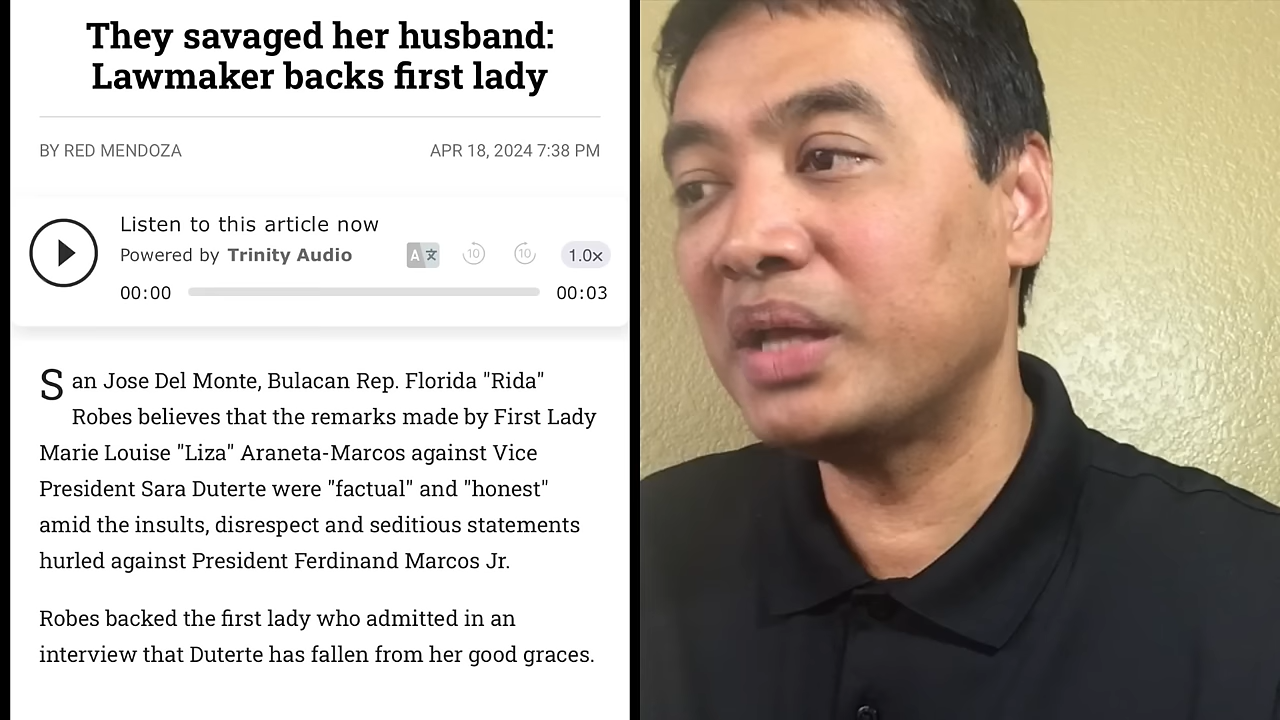 They savaged her husband:
Lawmaker backs first lady
BY RED MENDOZA
APR 18, 2024 7:38 PM
Listen to this article now
Powered by Trinity Audio
A 文
10
10
1.0x
00:00
00:03
San Jose Del Monte, Bulacan Rep. Florida "Rida"
Robes believes that the remarks made by First Lady
Marie Louise "Liza" Araneta-Marcos against Vice
President Sara Duterte were "factual" and "honest"
amid the insults, disrespect and seditious statements
hurled against President Ferdinand Marcos Jr.
Robes backed the first lady who admitted in an
interview that Duterte has fallen from her good graces.